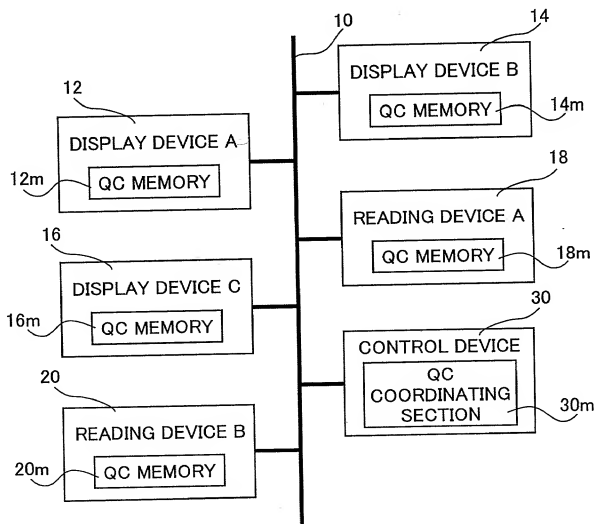 10
14
DISPLAY DEVICE B
QC MEMORY
14m
12
DISPLAY DEVICE A
QC MEMORY
12m
18
READING DEVICE A
QC MEMORY
18m
16
DISPLAY DEVICE C
QC MEMORY
16m
30
CONTROL DEVICE
QC
COORDINATING
SECTION
30m
20
READING DEVICE B
QC MEMORY
20m